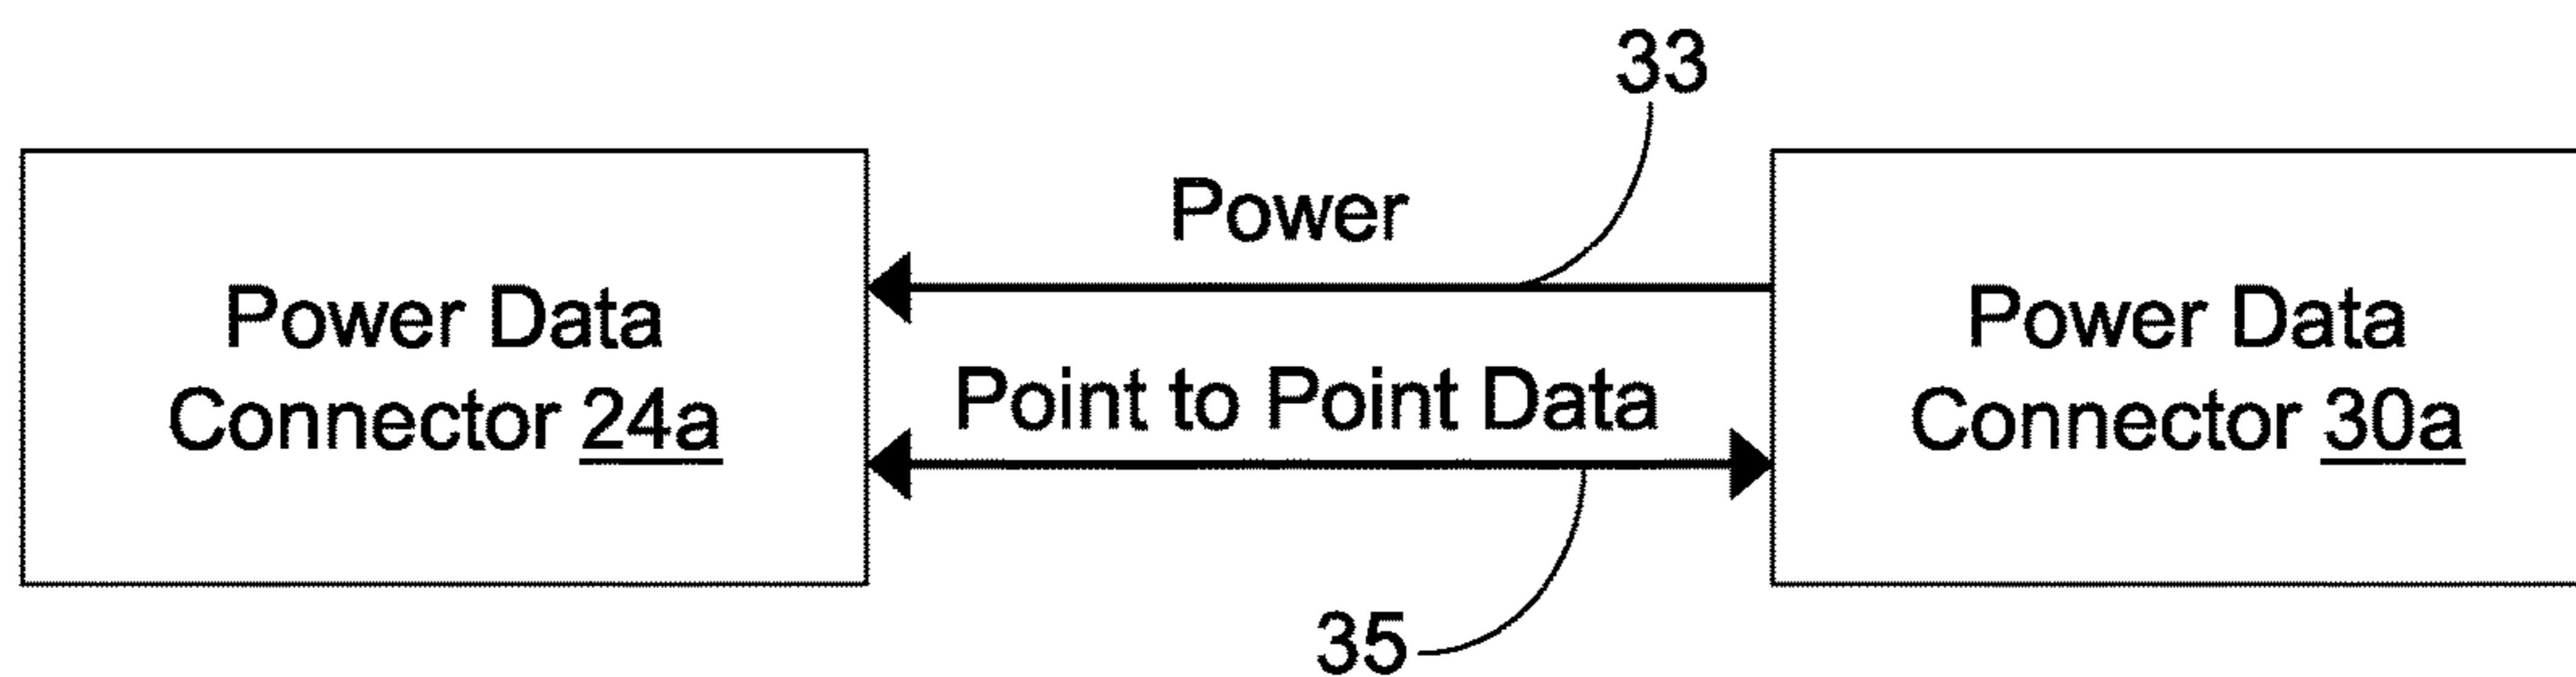 33
Power
Power Data
Connector 24a
Point to Point Data
Power Data
Connector 30a
35